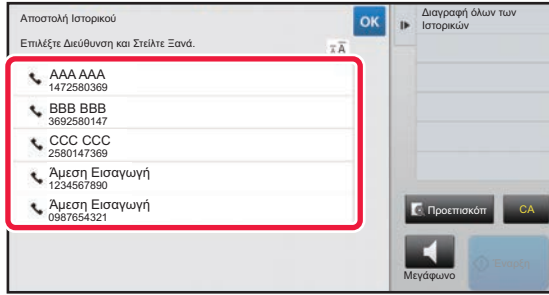 Αποστολή Ιστορικού
OK
Επιλέξτε Διεύθυνση και Στείλτε Ξανά.
AAA AAA
1472580369
BBB BBB
3692580147
CCC CCC
2580147369
Άμεση Εισαγωγή
1234567890
Άμεση Εισαγωγή
0987654321
Διαγραφή όλων των
Ιστορικών
Προεπισκόπ
CA
Μεγάφωνο
Έναρξη